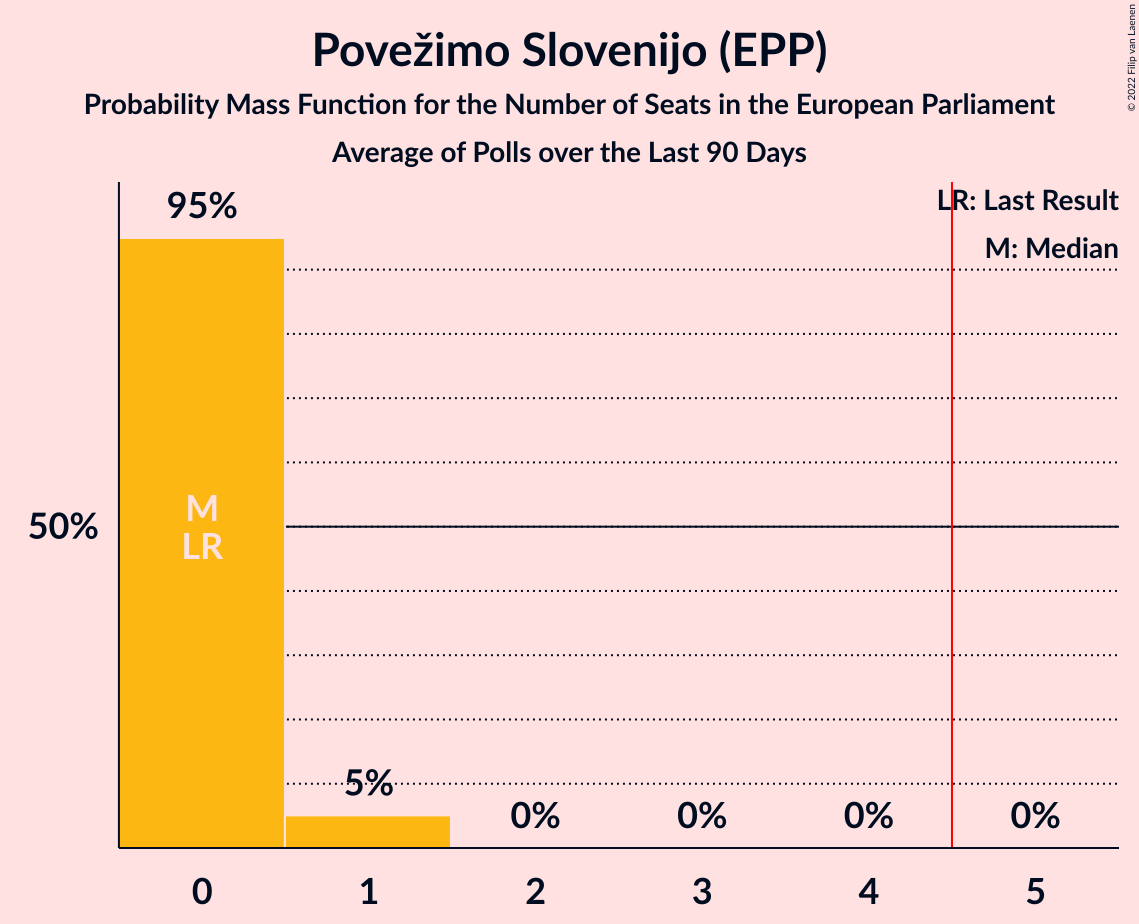 Povežimo Slovenijo (EPP)
Probability Mass Function for the Number of Seats in the European Parliament
Average of Polls over the Last 90 Days
© 2022 Filip van Laenen
LR: Last Result
M: Median
95%
M
LR
50%
5%
0%
0%
0%
0%
0
1
2
3
4
5